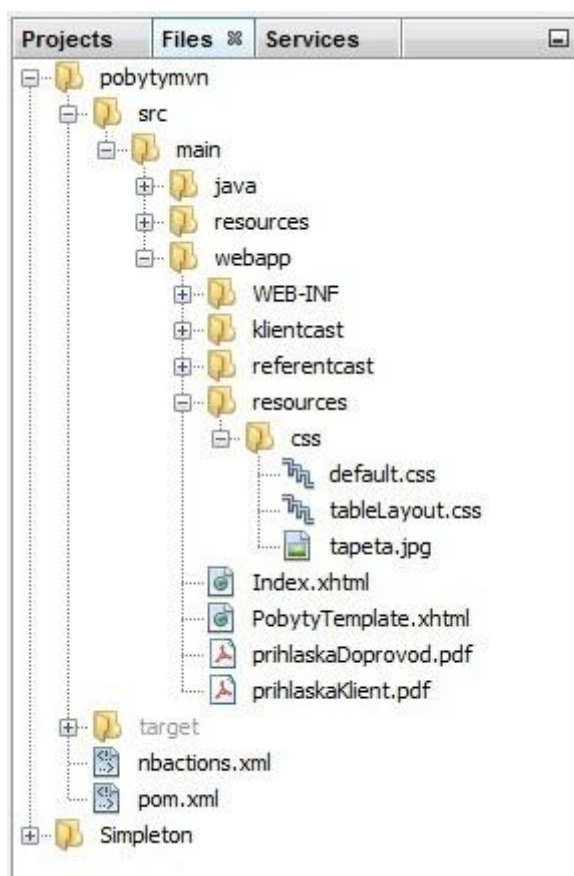 Projects Files Services
pobytymvn
src
main
java
resources
webapp
WEB-INF
klientcast
referentcast
resources
css
default.css
tableLayout.css
tapeta.jpg
Index.xhtml
PobytyTemplate.xhtml
prihlaskaDoprovod.pdf
prihlaskaKlient.pdf
target
nbactions.xml
pom.xml
Simpleton